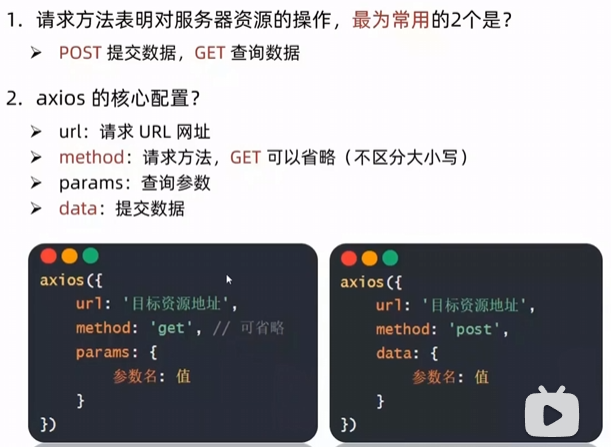 1. 请求方法表明对服务器资源的操作，最为常用的2个是？
➢ POST 提交数据，GET 查询数据
2. axios 的核心配置？
➢ url：请求 URL 网址
➢ method：请求方法，GET 可以省略（不区分大小写）
➢ params：查询参数
➢ data：提交数据
axios({
url: '目标资源地址',
method: 'get', // 可省略
params: {
参数名: 值
}
})
axios({
url: '目标资源地址',
method: 'post',
data: {
参数名: 值
}
})